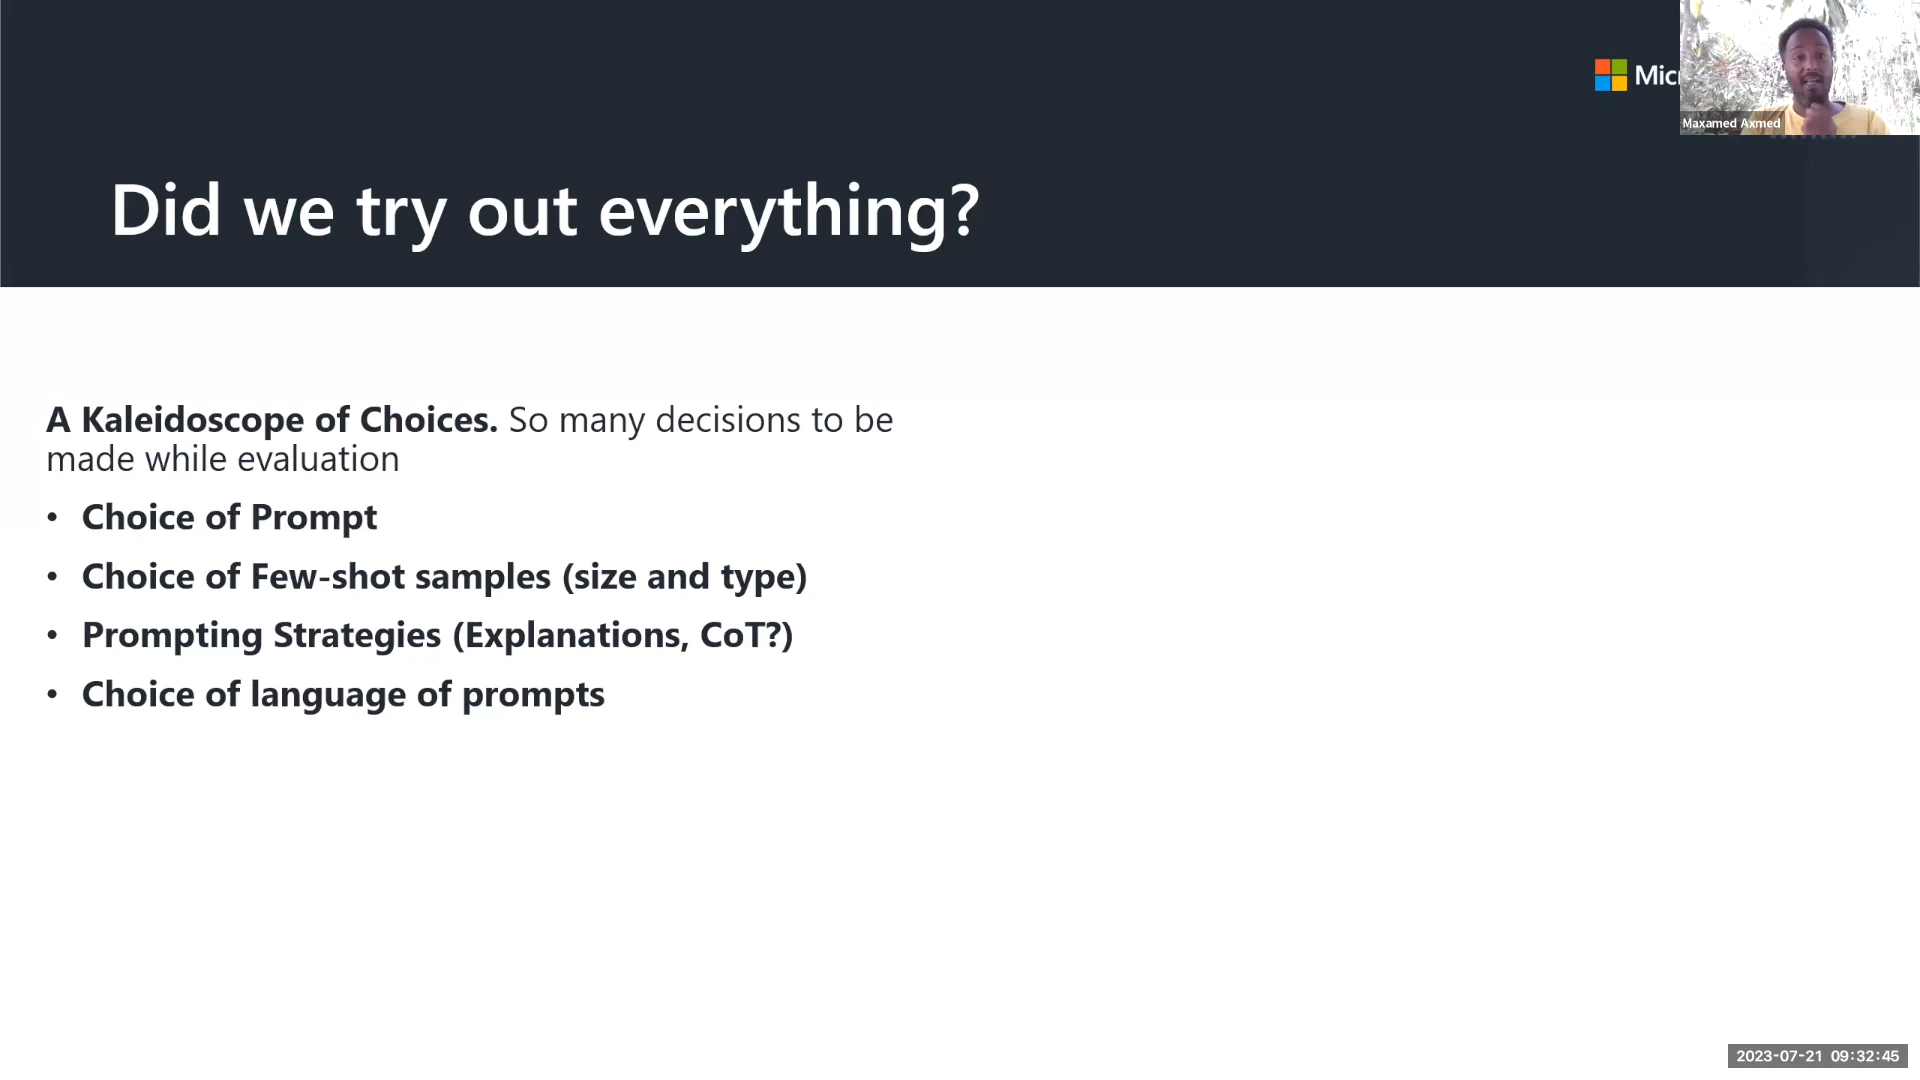 Mic
Maxamed Axmed
Did we try out everything?
A Kaleidoscope of Choices. So many decisions to be
made while evaluation
• Choice of Prompt
• Choice of Few-shot samples (size and type)
• Prompting Strategies (Explanations, CoT?)
• Choice of language of prompts
2023-07-21 09:32:45